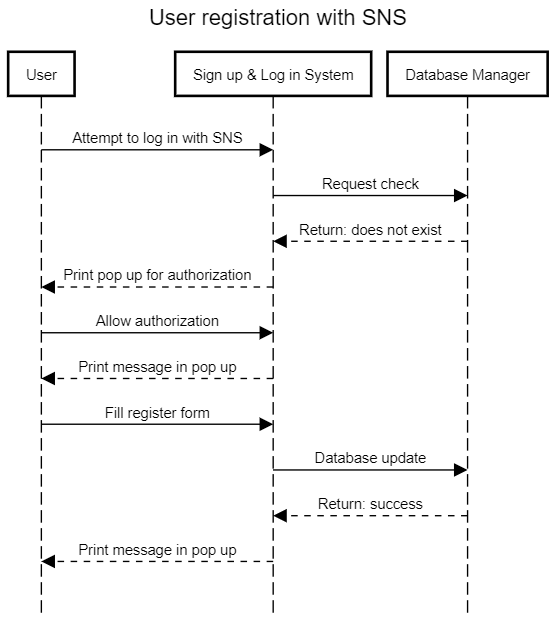 User registration with SNS
User
Sign up & Log in System
Database Manager
Attempt to log in with SNS
Request check
Return: does not exist
Print pop up for authorization
Allow authorization
Print message in pop up
Fill register form
Database update
Return: success
Print message in pop up